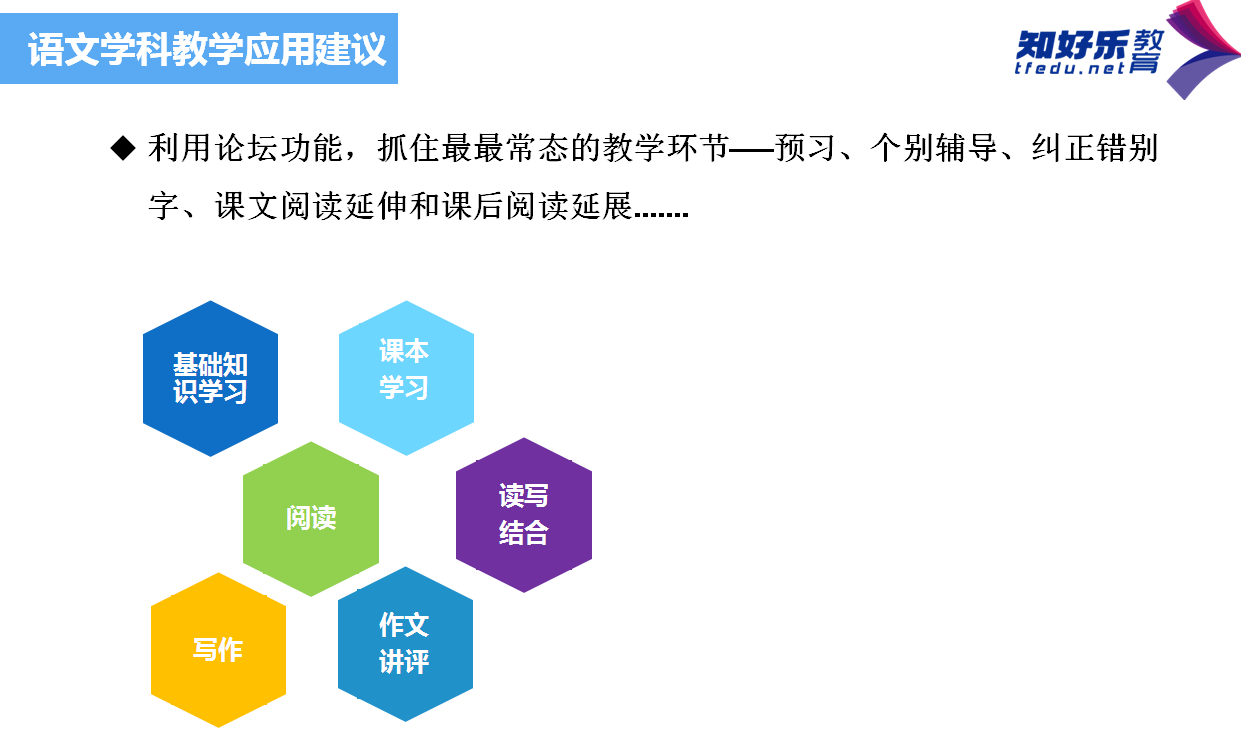 语文学科教学应用建议
知好乐教育
tfedu.net
◆ 利用论坛功能，抓住最最常态的教学环节——预习、个别辅导、纠正错别
字、课文阅读延伸和课后阅读延展.......
基础知
识学习
课本
学习
阅读
读写
结合
写作
作文
讲评